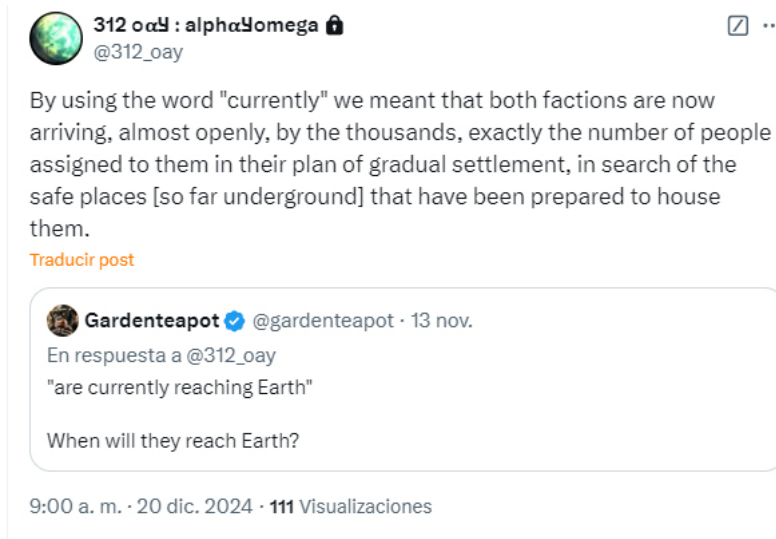 312 oαყ : alphαყomega
@312_oay
By using the word "currently" we meant that both factions are now
arriving, almost openly, by the thousands, exactly the number of people
assigned to them in their plan of gradual settlement, in search of the
safe places [so far underground] that have been prepared to house
them.
Traducir post
Gardenteapot @gardenteapot · 13 nov.
En respuesta a @312_oay
"are currently reaching Earth"
When will they reach Earth?
9:00 a. m. · 20 dic. 2024 · 111 Visualizaciones